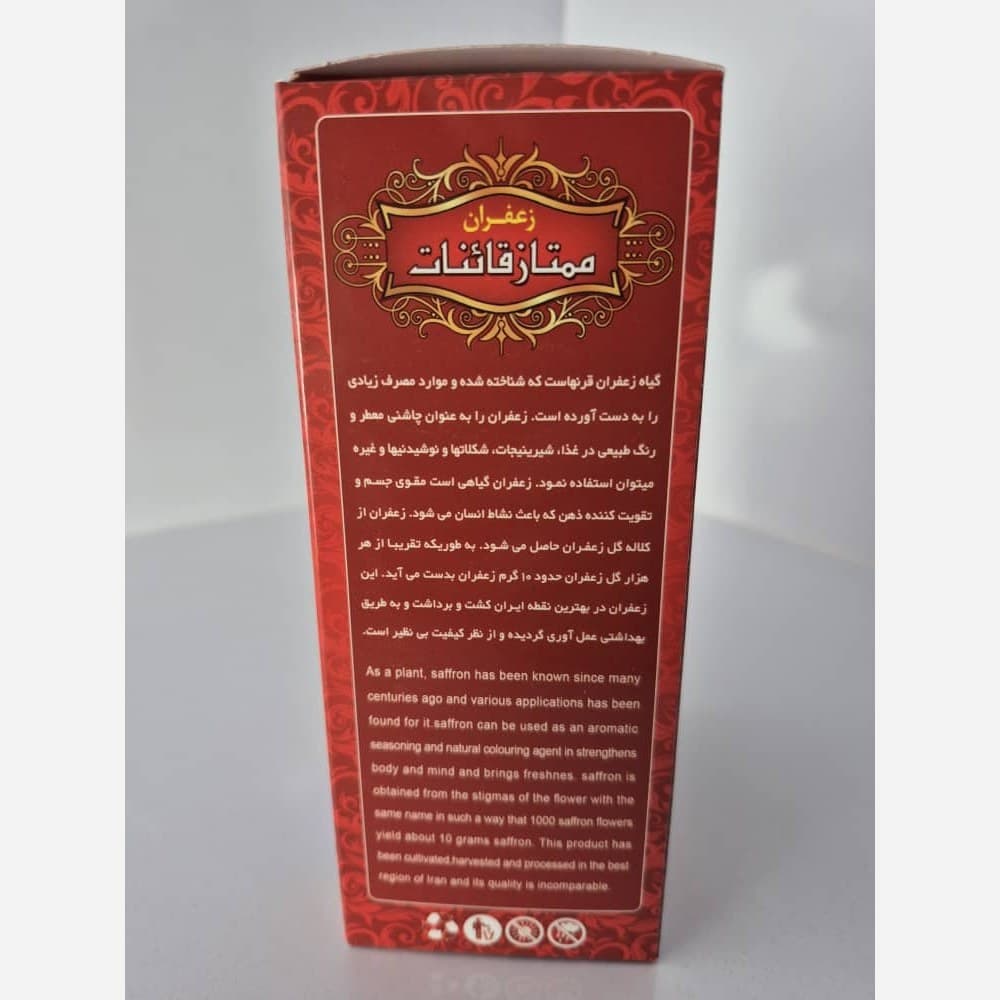 زعفران
ممتاز قائنات
گیاه زعفران قرنهاست که شناخته شده و موارد مصرف زیادی
را به دست آورده است. زعفران را به عنوان چاشنی معطر و
رنگ طبیعی در غذا، شیرینیجات، شکلاتها و نوشیدنیها و غیره
میتوان استفاده نمود. زعفران گیاهی است مقوی جسم و
تقویت کننده ذهن که باعث نشاط انسان می شود. زعفران از
کلاله گل زعفران حاصل می شود. به طوریکه تقریبا از هر
هزار گل زعفران حدود ۱۰ گرم زعفران بدست می آید. این
زعفران در بهترین نقطه ایران کشت و برداشت و به طریق
بهداشتی عمل آوری گردیده و از نظر کیفیت بی نظیر است.
As a plant, saffron has been known since many
centuries ago and various applications has been
found for it.saffron can be used as an aromatic
seasoning and natural colouring agent in strengthens
body and mind and brings freshnes. saffron is
obtained from the stigmas of the flower with the
same name in such a way that 1000 saffron flowers
yield about 10 grams saffron. This product has
been cultivated,harvested and processed in the best
region of Iran and its quality is incomparable.